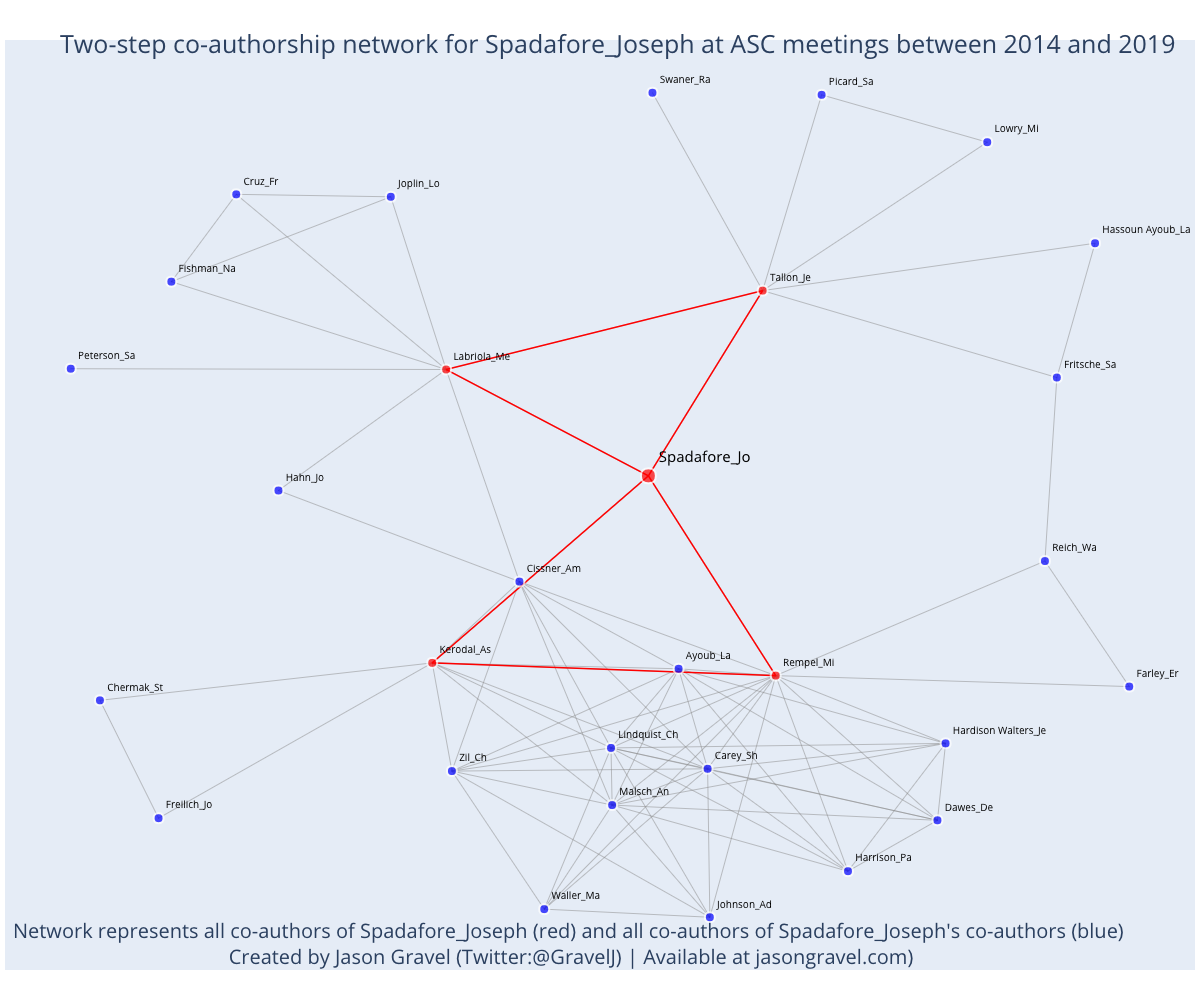 Two-step co-authorship network for Spadafore_Joseph at ASC meetings between 2014 and 2019
Swaner_Ra
Picard_Sa
Lowry_Mi
Cruz_Fr
Joplin_Lo
Hassoun Ayoub_La
Fishman_Na
Tallon_Je
Peterson_Sa
Labriola_Me
Fritsche_Sa
Spadafore_Jo
Hahn_Jo
Reich_Wa
Cissner_Am
Kerodal_As
Ayoub_La
Rempel_Mi
Farley_Er
Chermak_St
Lindquist_Ch
Hardison Walters_Je
Zil_Ch
Carey_Sh
Malsch_An
Freilich_Jo
Dawes_De
Harrison_Pa
Waller_Ma
Johnson_Ad
Network represents all co-authors of Spadafore_Joseph (red) and all co-authors of Spadafore_Joseph's co-authors (blue)
Created by Jason Gravel (Twitter:@GravelJ) | Available at jasongravel.com)